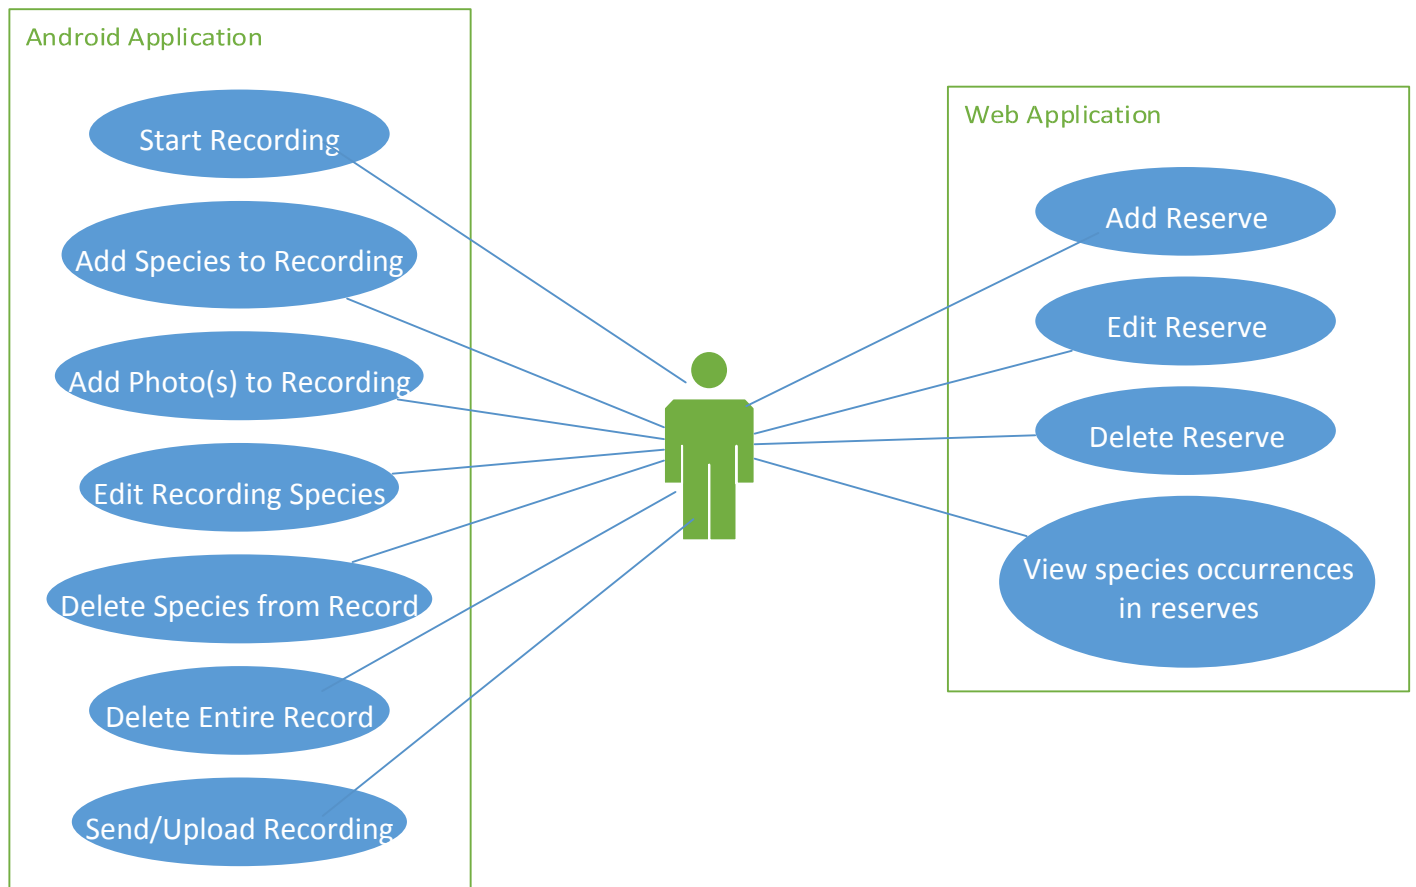 Android Application
Start Recording
Add Species to Recording
Add Photo(s) to Recording
Edit Recording Species
Delete Species from Record
Delete Entire Record
Send/Upload Recording
Web Application
Add Reserve
Edit Reserve
Delete Reserve
View species occurrences
in reserves